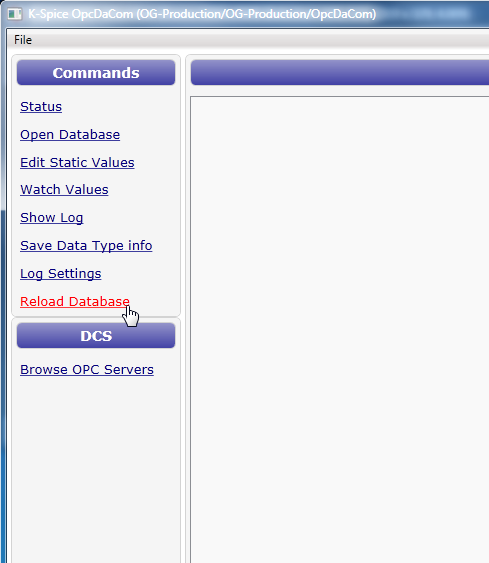 K-Spice OpcDaCom (OG-Production/OG-Production/OpcDaCom)
File
Commands
Status
Open Database
Edit Static Values
Watch Values
Show Log
Save Data Type info
Log Settings
Reload Database
DCS
Browse OPC Servers